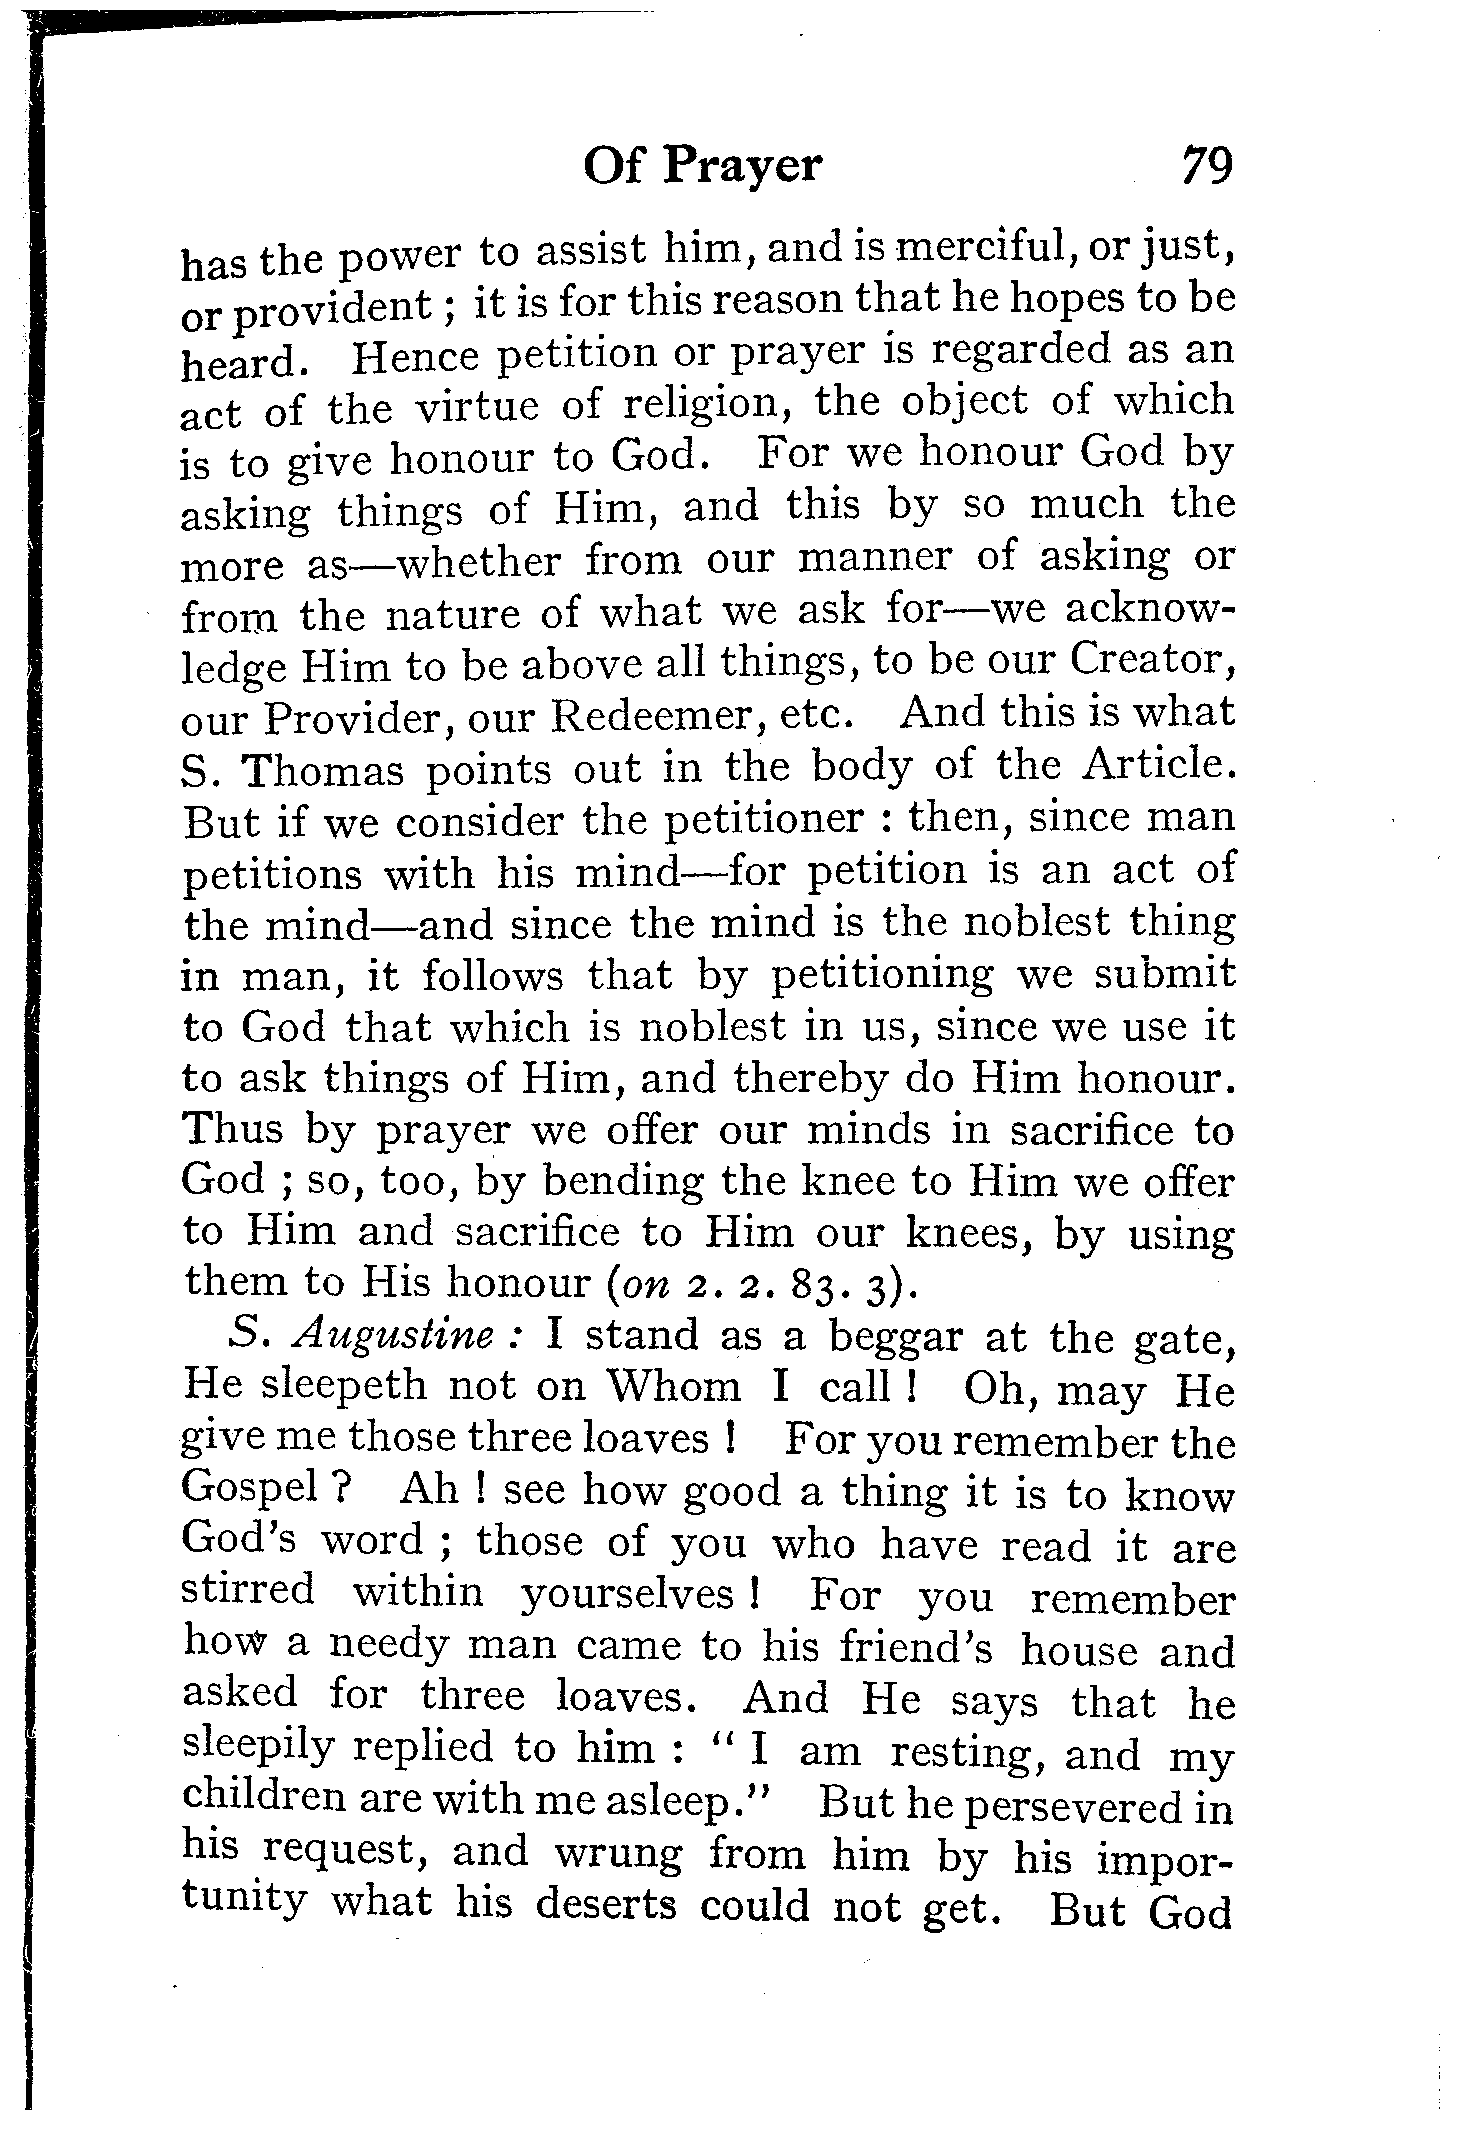 Of Prayer 79
has the power to assist him, and is merciful, or just,
or provident ; it is for this reason that he hopes to be
heard. Hence petition or prayer is regarded as an
act of the virtue of religion, the object of which
is to give honour to God. For we honour God by
asking things of Him, and this by so much the
more as—whether from our manner of asking or
from the nature of what we ask for—we acknow-
ledge Him to be above all things, to be our Creator,
our Provider, our Redeemer, etc. And this is what
S. Thomas points out in the body of the Article.
But if we consider the petitioner : then, since man
petitions with his mind—for petition is an act of
the mind—and since the mind is the noblest thing
in man, it follows that by petitioning we submit
to God that which is noblest in us, since we use it
to ask things of Him, and thereby do Him honour.
Thus by prayer we offer our minds in sacrifice to
God ; so, too, by bending the knee to Him we offer
to Him and sacrifice to Him our knees, by using
them to His honour (on 2. 2. 83. 3).
S. Augustine : I stand as a beggar at the gate,
He sleepeth not on Whom I call ! Oh, may He
give me those three loaves ! For you remember the
Gospel ? Ah ! see how good a thing it is to know
God's word ; those of you who have read it are
stirred within yourselves ! For you remember
how a needy man came to his friend's house and
asked for three loaves. And He says that he
sleepily replied to him : " I am resting, and my
children are with me asleep." But he persevered in
his request, and wrung from him by his impor-
tunity what his deserts could not get. But God